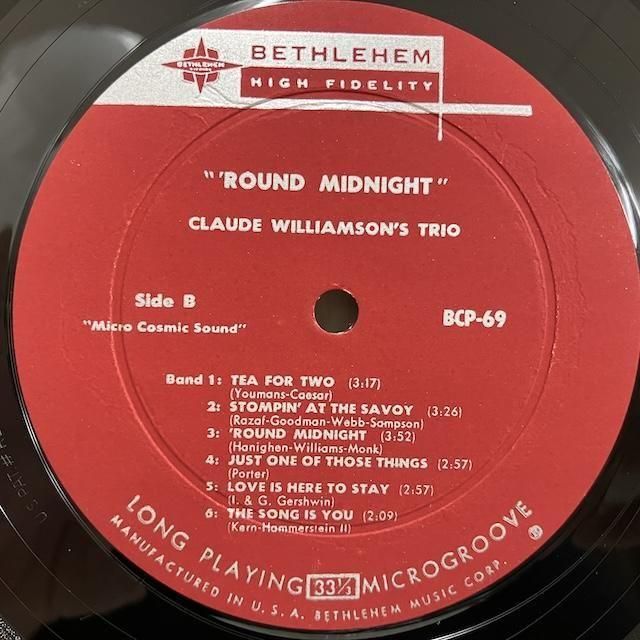 BETHLEHEM
BETHLEHEM
HIGH FIDELITY
"'ROUND MIDNIGHT"
CLAUDE WILLIAMSON'S TRIO
Side B
"Micro Cosmic Sound"
BCP-69
Band 1: TEA FOR TWO (3:17)
(Youmans-Caesar)
2: STOMPIN' AT THE SAVOY (3:26)
(Razaf-Goodman-Webb-Sampson)
3: 'ROUND MIDNIGHT (3:52)
(Hanighen-Williams-Monk)
4: JUST ONE OF THOSE THINGS (2:57)
(Porter)
5: LOVE IS HERE TO STAY (2:57)
(I. & G. Gershwin)
6: THE SONG IS YOU (2:09)
(Kern-Hammerstein II)
LONG PLAYING 33⅓ MICROGROOVE ®
MANUFACTURED IN U.S.A. BETHLEHEM MUSIC CORP.
U.S. PAT.